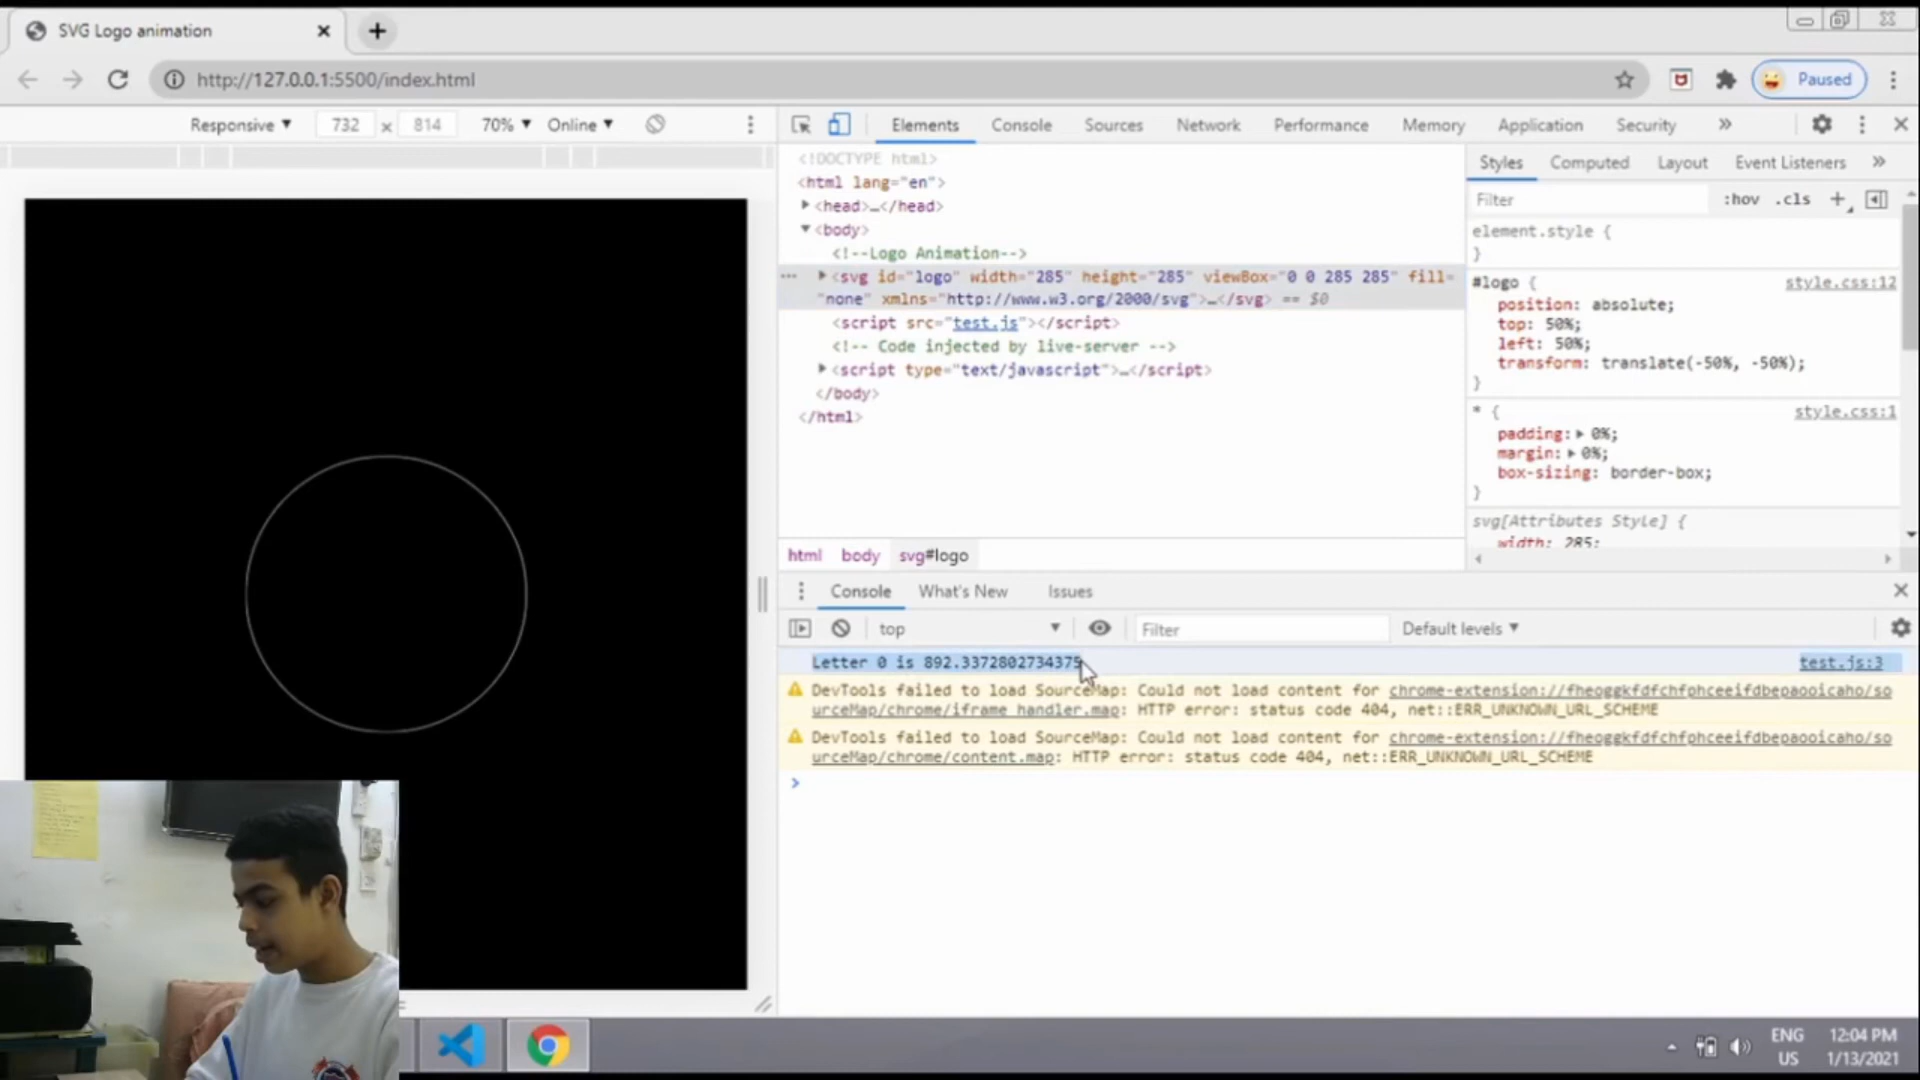 SVG Logo animation
http://127.0.0.1:5500/index.html
Paused
Responsive 732 x 814 70% Online
Elements Console Sources Network Performance Memory Application Security
<!DOCTYPE html>
<html lang="en">
<head>…</head>
<body>
<!--Logo Animation-->
<svg id="logo" width="285" height="285" viewBox="0 0 285 285" fill=
"none" xmlns="http://www.w3.org/2000/svg">…</svg> == $0
<script src="test.js"></script>
<!-- Code injected by live-server -->
<script type="text/javascript">…</script>
</body>
</html>
html body svg#logo
Styles Computed Layout Event Listeners
Filter :hov .cls
element.style {
}
#logo { style.css:12
position: absolute;
top: 50%;
left: 50%;
transform: translate(-50%, -50%);
}
* { style.css:1
padding: 0%;
margin: 0%;
box-sizing: border-box;
}
svg[Attributes Style] {
width: 285;
Console What's New Issues
top Filter Default levels
Letter 0 is 892.3372802734375 test.js:3
DevTools failed to load SourceMap: Could not load content for chrome-extension://fheoggkfdfchfphceeifdbepaooicaho/so
urceMap/chrome/iframe_handler.map: HTTP error: status code 404, net::ERR_UNKNOWN_URL_SCHEME
DevTools failed to load SourceMap: Could not load content for chrome-extension://fheoggkfdfchfphceeifdbepaooicaho/so
urceMap/chrome/content.map: HTTP error: status code 404, net::ERR_UNKNOWN_URL_SCHEME
ENG 12:04 PM
US 1/13/2021